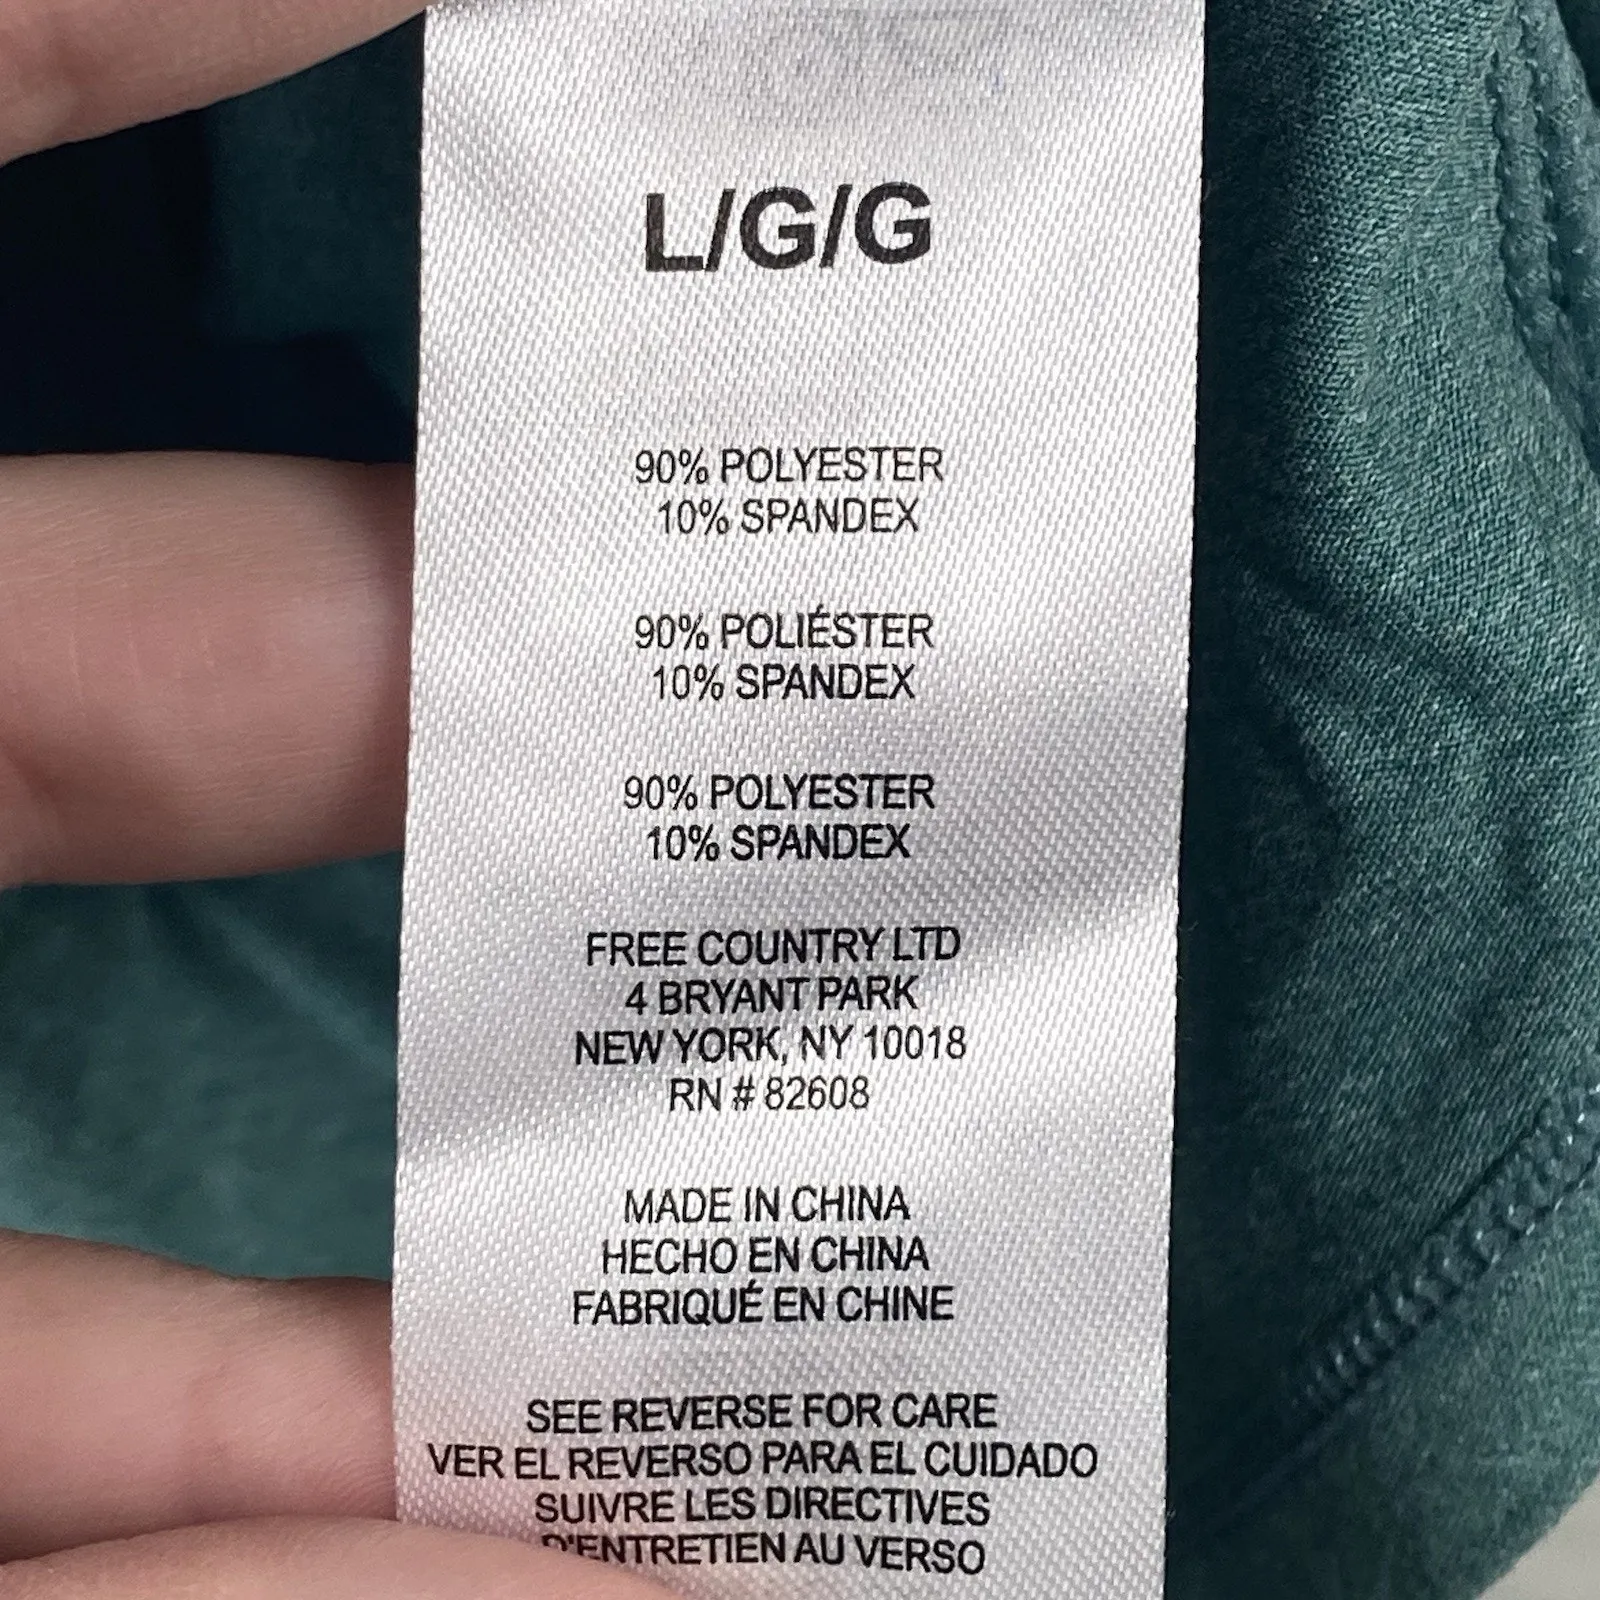 L/G/G
90% POLYESTER
10% SPANDEX
90% POLIÉSTER
10% SPANDEX
90% POLYESTER
10% SPANDEX
FREE COUNTRY LTD
4 BRYANT PARK
NEW YORK, NY 10018
RN # 82608
MADE IN CHINA
HECHO EN CHINA
FABRIQUÉ EN CHINE
SEE REVERSE FOR CARE
VER EL REVERSO PARA EL CUIDADO
SUIVRE LES DIRECTIVES
D'ENTRETIEN AU VERSO